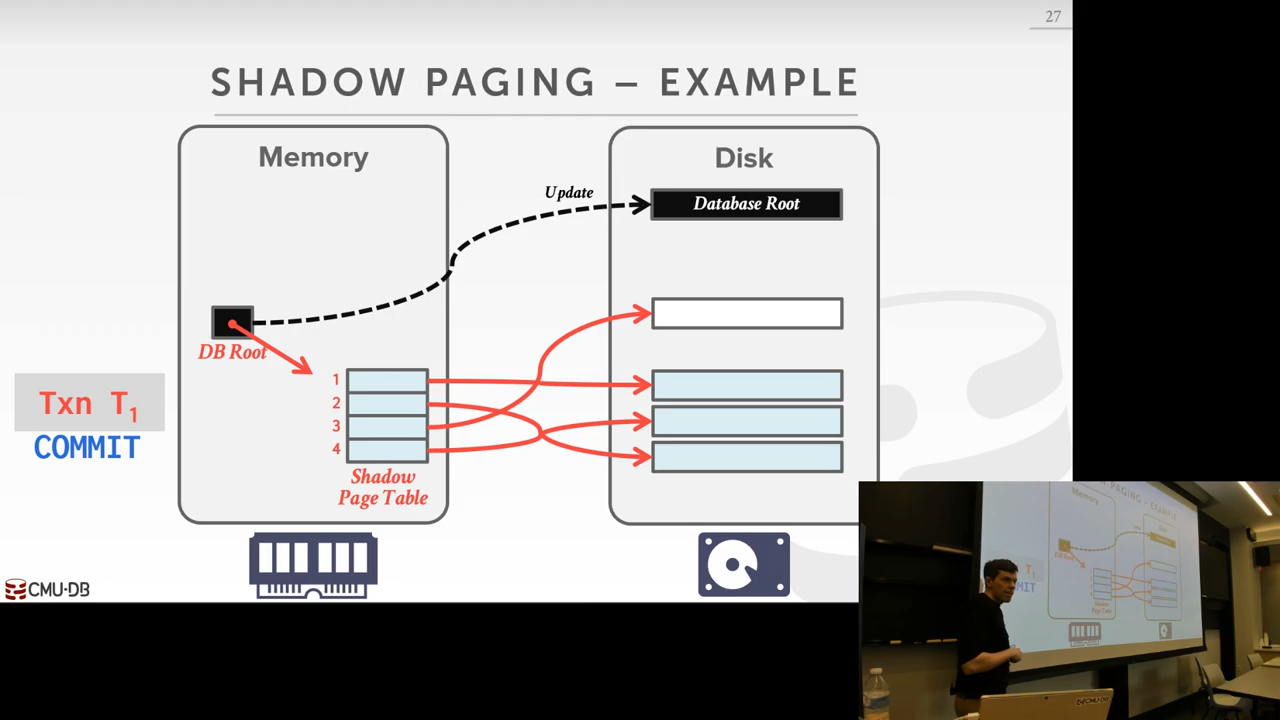 27
SHADOW PAGING – EXAMPLE
Memory
Disk
Update
Database Root
DB Root
1
2
3
4
Txn T1
COMMIT
Shadow
Page Table
CMU·DB